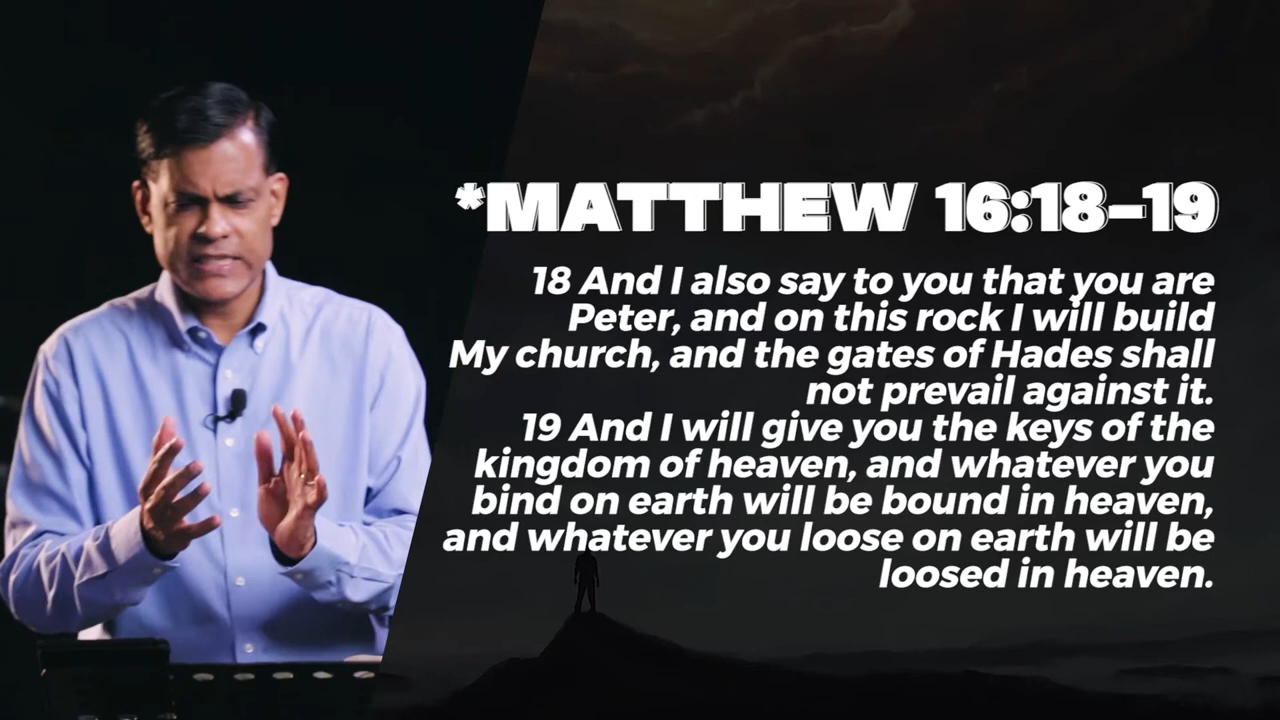 *MATTHEW 16:18-19
18 And I also say to you that you are
Peter, and on this rock I will build
My church, and the gates of Hades shall
not prevail against it.
19 And I will give you the keys of the
kingdom of heaven, and whatever you
bind on earth will be bound in heaven,
and whatever you loose on earth will be
loosed in heaven.